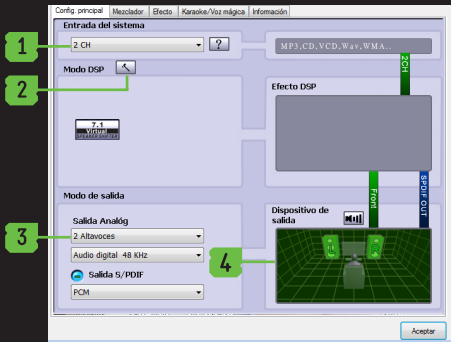 Config. principal Mezclador Efecto Karaoke/Voz mágica Información
Entrada del sistema
1
2 CH
?
MP3,CD,VCD,Wav,WMA..
2CH
2
Modo DSP
7.1
Virtual
SPEAKER SHIFTER
Efecto DSP
Front
SPDIF OUT
Modo de salida
Salida Analóg
3
2 Altavoces
Audio digital 48 KHz
Salida S/PDIF
PCM
Dispositivo de
salida
4
L
R
Aceptar